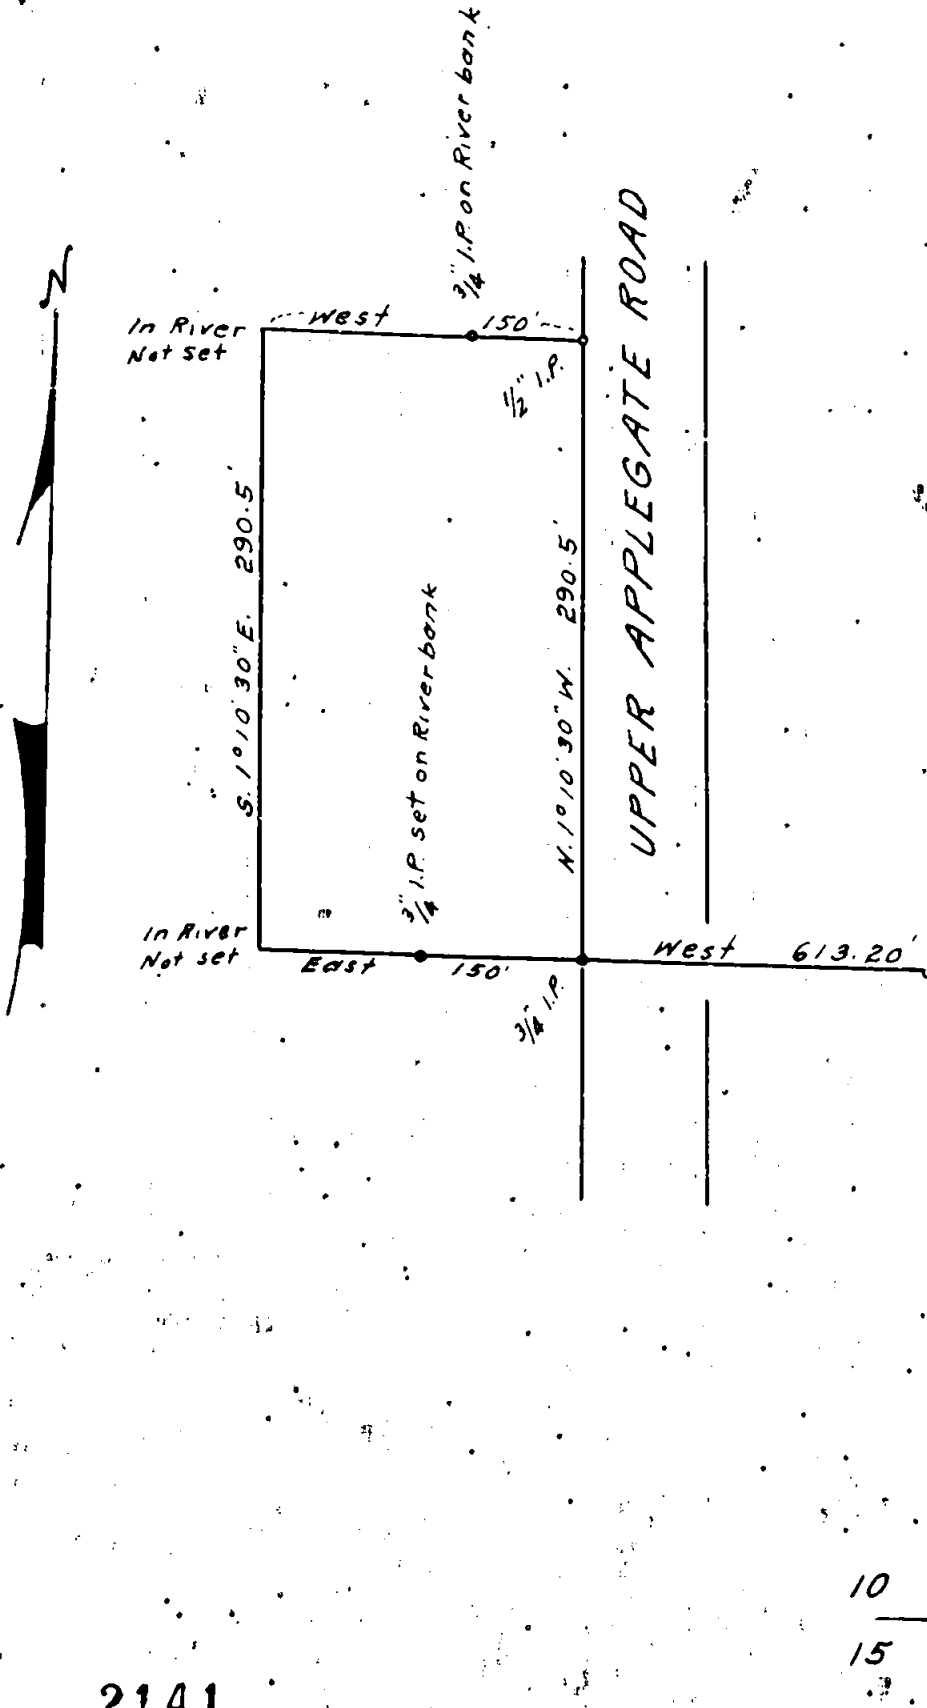 3/4" I.P. on River bank
N
In River
Not set
West 150'
1/2" I.P.
UPPER APPLEGATE ROAD
S. 1° 10' 30" E. 290.5'
N. 1° 10' 30" W. 290.5'
3/4" I.P. set on River bank
In River
Not set
East 150'
West 613.20'
3/4" I.P.
10
15
2141